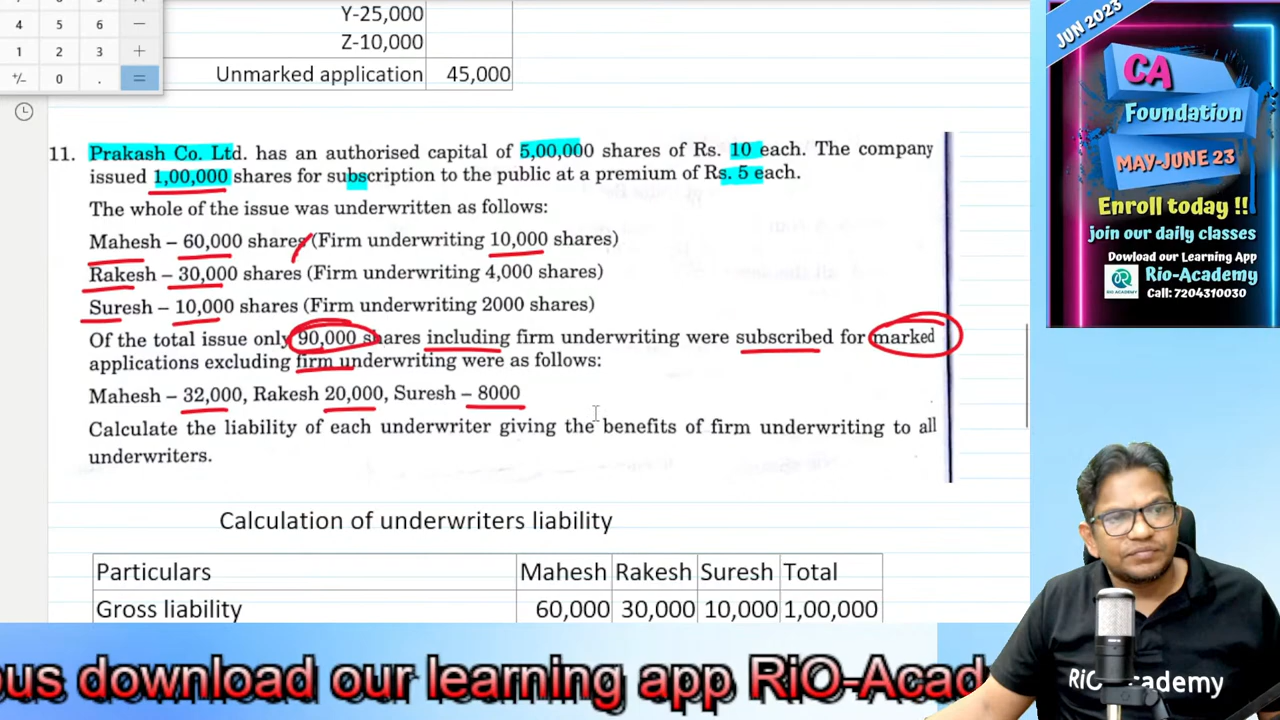 Y-25,000
4 5 6 −
Z-10,000
1 2 3 +
Unmarked application 45,000
+/- 0 . =
11. Prakash Co. Ltd. has an authorised capital of 5,00,000 shares of Rs. 10 each. The company
issued 1,00,000 shares for subscription to the public at a premium of Rs. 5 each.
The whole of the issue was underwritten as follows:
Mahesh – 60,000 shares (Firm underwriting 10,000 shares)
Rakesh – 30,000 shares (Firm underwriting 4,000 shares)
Suresh – 10,000 shares (Firm underwriting 2000 shares)
Of the total issue only 90,000 shares including firm underwriting were subscribed for marked
applications excluding firm underwriting were as follows:
Mahesh – 32,000, Rakesh 20,000, Suresh – 8000
Calculate the liability of each underwriter giving the benefits of firm underwriting to all
underwriters.
Calculation of underwriters liability
Particulars Mahesh Rakesh Suresh Total
Gross liability 60,000 30,000 10,000 1,00,000
JUN 2023
CA
Foundation
MAY-JUNE 23
Enroll today !!
join our daily classes
Dowload our Learning App
RIO ACADEMY
Rio-Academy
Call: 7204310030
RiO Academy
ous download our learning app RiO-Acad